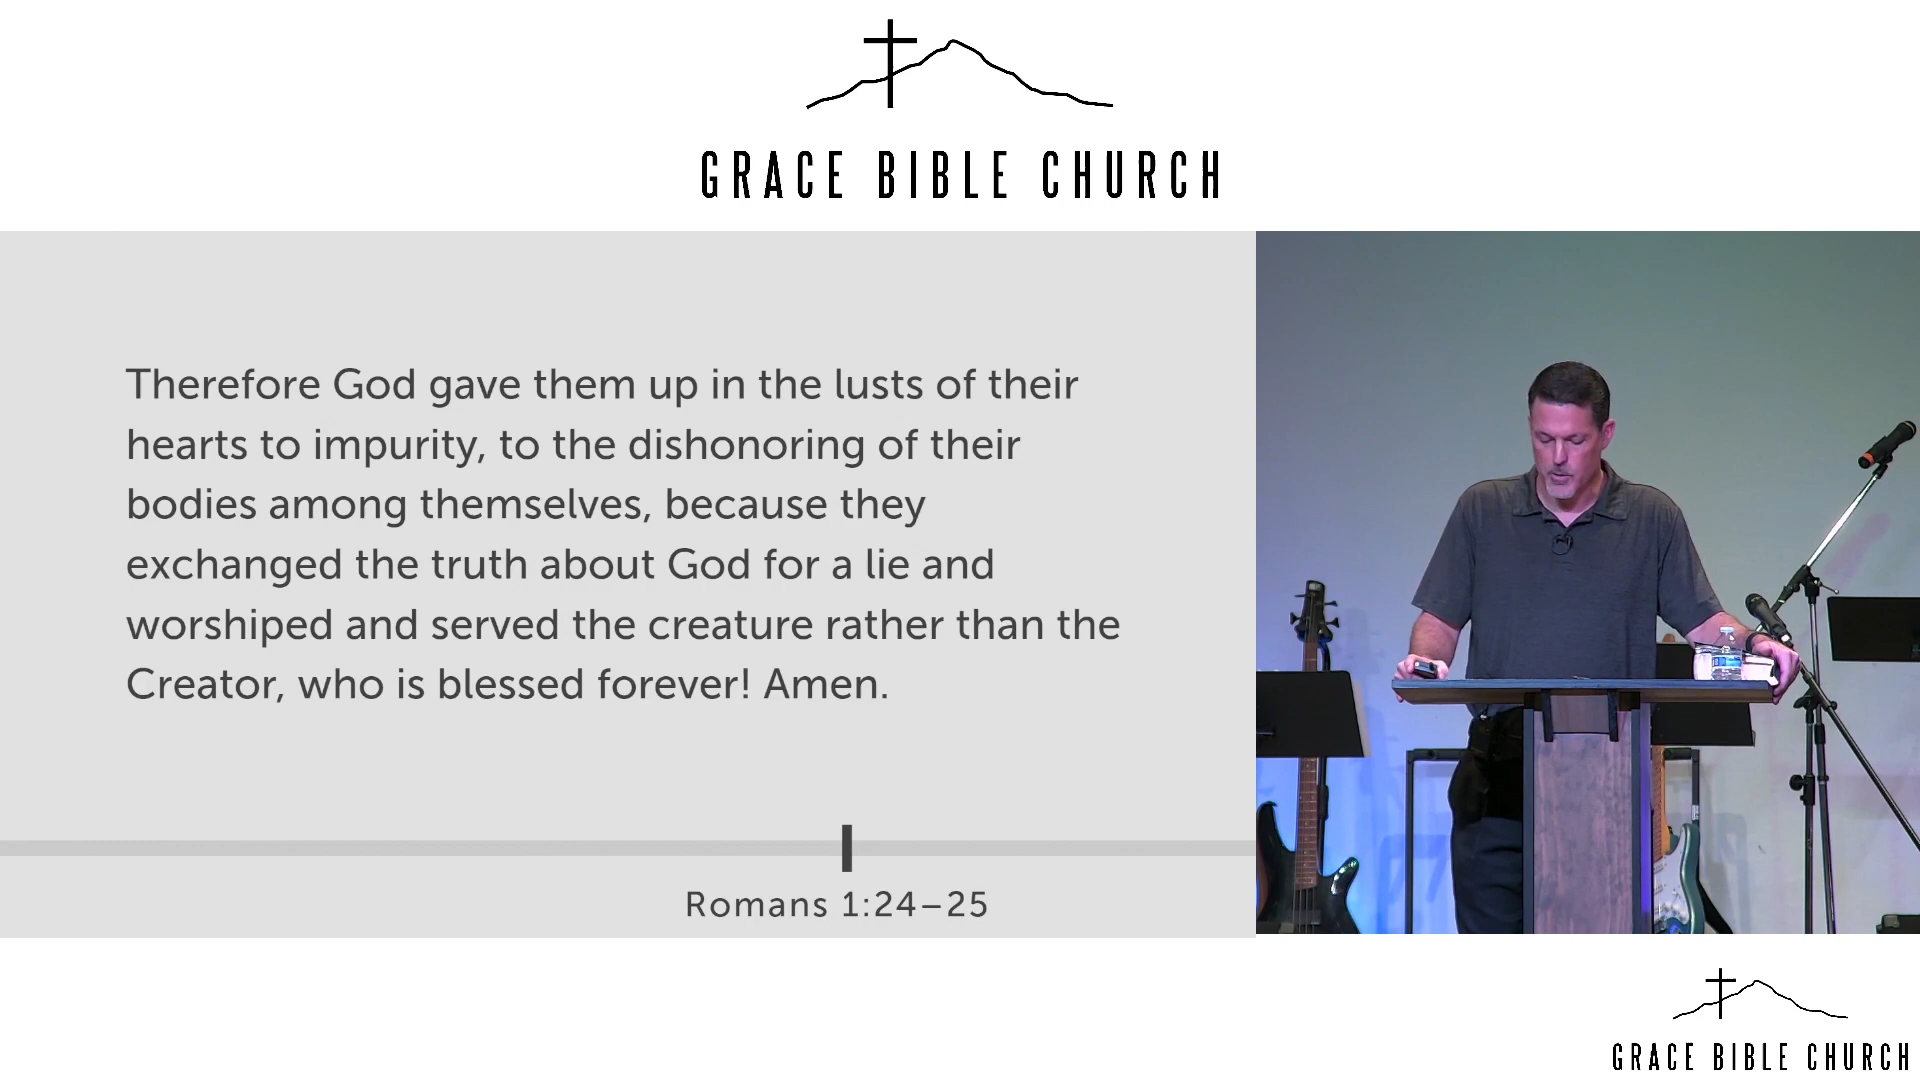 GRACE BIBLE CHURCH
Therefore God gave them up in the lusts of their
hearts to impurity, to the dishonoring of their
bodies among themselves, because they
exchanged the truth about God for a lie and
worshiped and served the creature rather than the
Creator, who is blessed forever! Amen.
Romans 1:24–25
GRACE BIBLE CHURCH